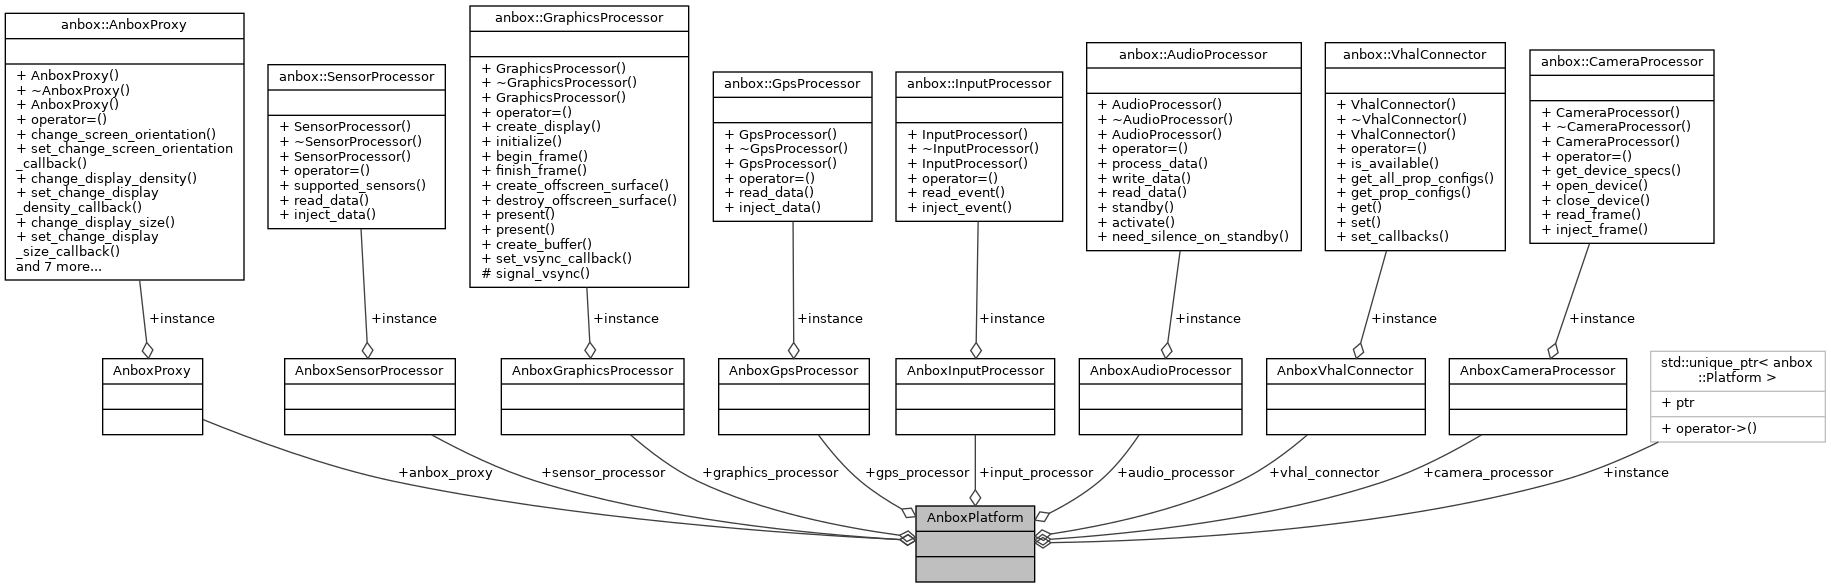 anbox::AnboxProxy
+ AnboxProxy()
+ ~AnboxProxy()
+ AnboxProxy()
+ operator=()
+ change_screen_orientation()
+ set_change_screen_orientation
_callback()
+ change_display_density()
+ set_change_display
_density_callback()
+ change_display_size()
+ set_change_display
_size_callback()
and 7 more...
anbox::SensorProcessor
+ SensorProcessor()
+ ~SensorProcessor()
+ SensorProcessor()
+ operator=()
+ supported_sensors()
+ read_data()
+ inject_data()
anbox::GraphicsProcessor
+ GraphicsProcessor()
+ ~GraphicsProcessor()
+ GraphicsProcessor()
+ operator=()
+ create_display()
+ initialize()
+ begin_frame()
+ finish_frame()
+ create_offscreen_surface()
+ destroy_offscreen_surface()
+ present()
+ present()
+ create_buffer()
+ set_vsync_callback()
# signal_vsync()
anbox::GpsProcessor
+ GpsProcessor()
+ ~GpsProcessor()
+ GpsProcessor()
+ operator=()
+ read_data()
+ inject_data()
anbox::InputProcessor
+ InputProcessor()
+ ~InputProcessor()
+ InputProcessor()
+ operator=()
+ read_event()
+ inject_event()
anbox::AudioProcessor
+ AudioProcessor()
+ ~AudioProcessor()
+ AudioProcessor()
+ operator=()
+ process_data()
+ write_data()
+ read_data()
+ standby()
+ activate()
+ need_silence_on_standby()
anbox::VhalConnector
+ VhalConnector()
+ ~VhalConnector()
+ VhalConnector()
+ operator=()
+ is_available()
+ get_all_prop_configs()
+ get_prop_configs()
+ get()
+ set()
+ set_callbacks()
anbox::CameraProcessor
+ CameraProcessor()
+ ~CameraProcessor()
+ CameraProcessor()
+ operator=()
+ get_device_specs()
+ open_device()
+ close_device()
+ read_frame()
+ inject_frame()
+instance
+instance
+instance
+instance
+instance
+instance
+instance
+instance
AnboxProxy
AnboxSensorProcessor
AnboxGraphicsProcessor
AnboxGpsProcessor
AnboxInputProcessor
AnboxAudioProcessor
AnboxVhalConnector
AnboxCameraProcessor
std::unique_ptr< anbox
::Platform >
+ ptr
+ operator->()
+anbox_proxy
+sensor_processor
+graphics_processor
+gps_processor
+input_processor
+audio_processor
+vhal_connector
+camera_processor
+instance
AnboxPlatform